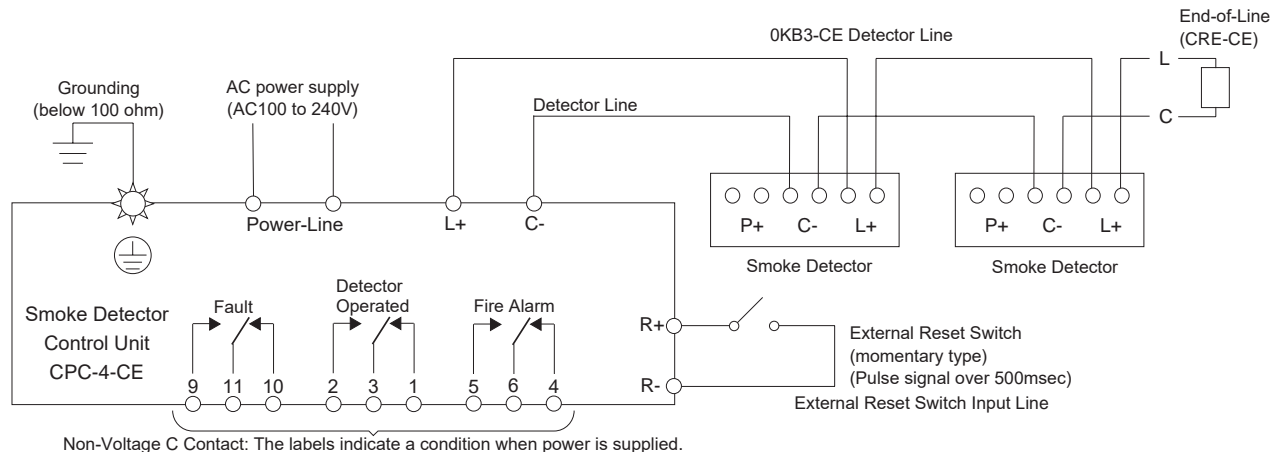 End-of-Line
(CRE-CE)
0KB3-CE Detector Line
L
Grounding
(below 100 ohm)
AC power supply
(AC100 to 240V)
Detector Line
C
Power-Line
L+
C-
P+
C-
L+
P+
C-
L+
Smoke Detector
Smoke Detector
Smoke Detector
Control Unit
CPC-4-CE
Fault
Detector
Operated
Fire Alarm
9
11
10
2
3
1
5
6
4
R+
R-
External Reset Switch
(momentary type)
(Pulse signal over 500msec)
External Reset Switch Input Line
Non-Voltage C Contact: The labels indicate a condition when power is supplied.